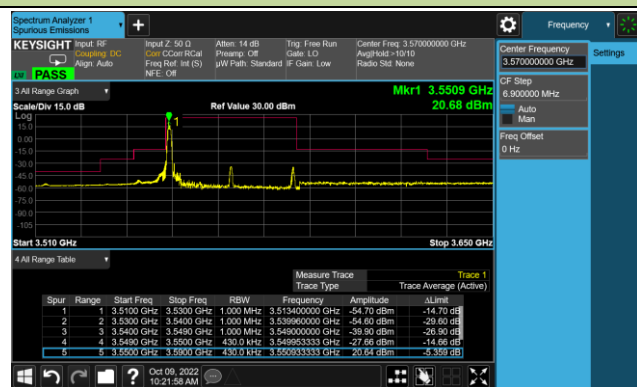 Spectrum Analyzer 1
Spurious Emissions
Frequency
KEYSIGHT
Input: RF
Coupling: DC
Align: Auto
Input Z: 50 Ω
Corr CCorr RCal
Freq Ref: Int (S)
NFE: Off
Atten: 14 dB
Preamp: Off
µW Path: Standard
Trig: Free Run
Gate: LO
IF Gain: Low
Center Freq: 3.570000000 GHz
Avg|Hold:>10/10
Radio Std: None
PASS
Center Frequency
3.570000000 GHz
Settings
CF Step
6.900000 MHz
Auto
Man
Freq Offset
0 Hz
3 All Range Graph
Mkr1 3.5509 GHz
Scale/Div 15.0 dB
Ref Value 30.00 dBm
20.68 dBm
Log
15.0
0.00
-15.0
-30.0
-45.0
-60.0
-75.0
-90.0
-105
1
Start 3.510 GHz
Stop 3.650 GHz
4 All Range Table
Measure Trace Trace 1
Trace Type Trace Average (Active)
Spur Range Start Freq Stop Freq RBW Frequency Amplitude ΔLimit
1 1 3.5100 GHz 3.5300 GHz 1.000 MHz 3.513400000 GHz -54.70 dBm -14.70 dB
2 2 3.5300 GHz 3.5400 GHz 1.000 MHz 3.539960000 GHz -54.60 dBm -29.60 dB
3 3 3.5400 GHz 3.5490 GHz 1.000 MHz 3.549000000 GHz -39.90 dBm -26.90 dB
4 4 3.5490 GHz 3.5500 GHz 430.0 kHz 3.549953333 GHz -27.66 dBm -14.66 dB
5 5 3.5500 GHz 3.5900 GHz 430.0 kHz 3.550933333 GHz 20.64 dBm -5.359 dB
Oct 09, 2022
10:21:58 AM